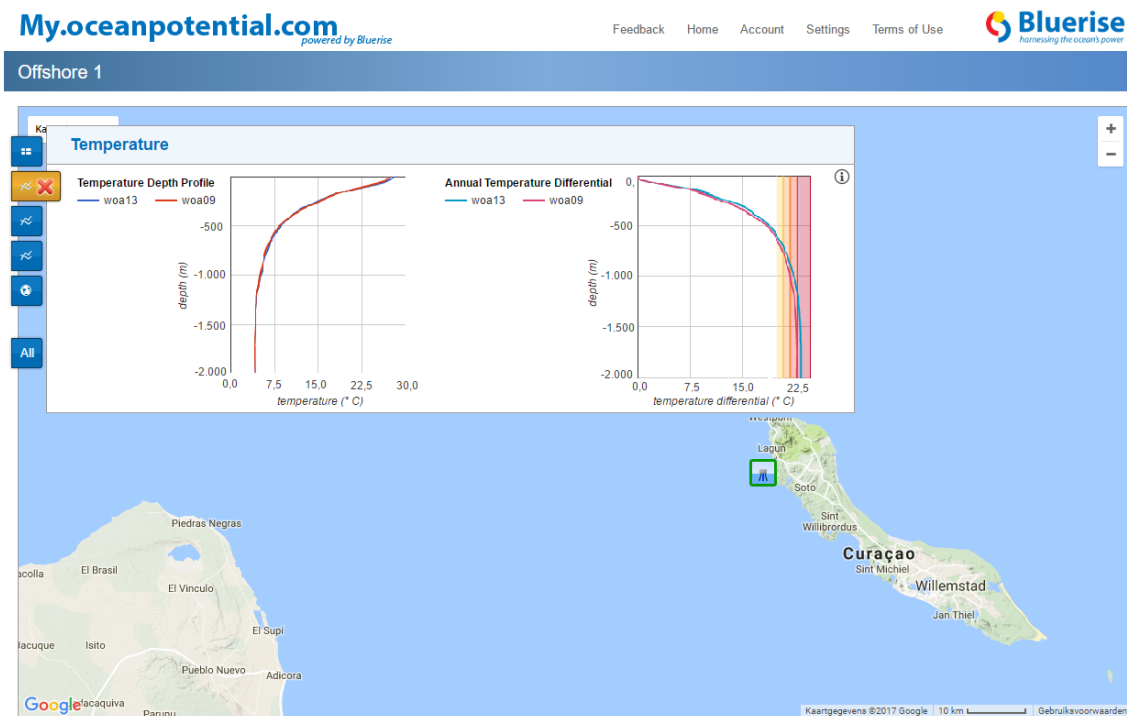 My.oceanpotential.com
powered by Bluerise
Feedback Home Account Settings Terms of Use
Bluerise
harnessing the ocean's power
Offshore 1
Ka
Temperature
Temperature Depth Profile
woa13 woa09
-500
-1.000
-1.500
-2.000
depth (m)
0,0 7,5 15,0 22,5 30,0
temperature (° C)
Annual Temperature Differential
woa13 woa09
0,
-500
-1.000
-1.500
-2.000
depth (m)
0,0 7.5 15.0 22,5
temperature differential (° C)
i
+
−
All
Westpunt
Lagun
Soto
Sint
Willibrordus
Curaçao
Sint Michiel
Willemstad
Jan Thiel
Piedras Negras
acolla
El Brasil
El Vinculo
El Supí
lacuque
Isito
Pueblo Nuevo
Adicora
Google
Jacaquiva
Parupu
Kaartgegevens ©2017 Google 10 km Gebruiksvoorwaarden